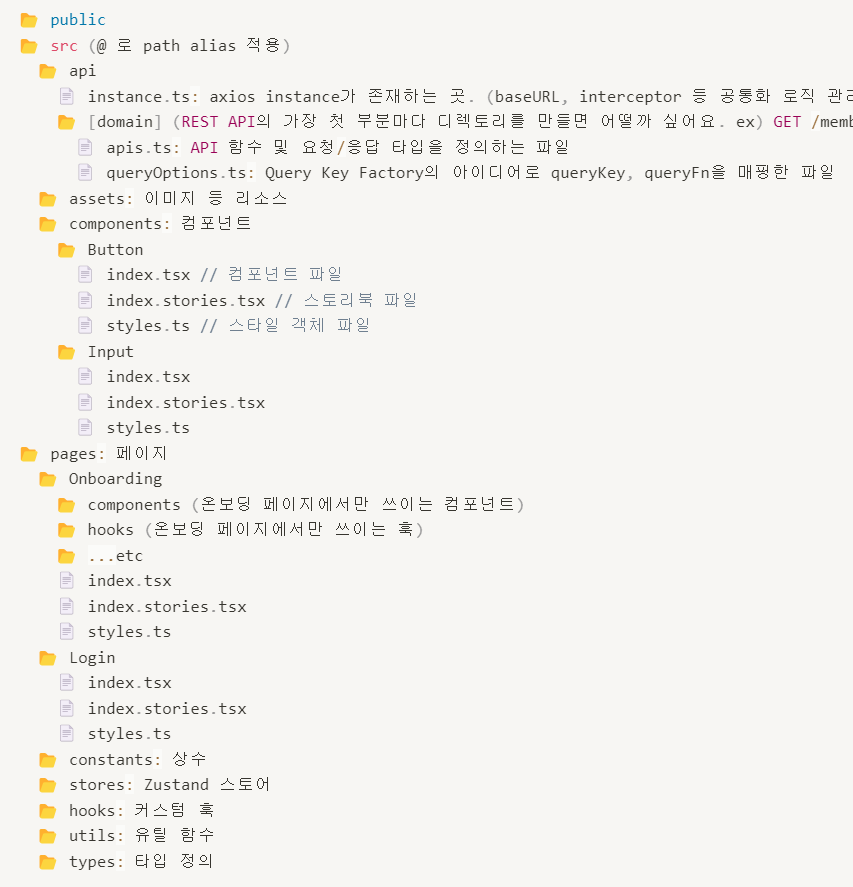 public
src (@ 로 path alias 적용)
api
instance.ts: axios instance가 존재하는 곳. (baseURL, interceptor 등 공통화 로직
[domain] (REST API의 가장 첫 부분마다 디렉토리를 만들면 어떨까 싶어요. ex) GET
apis.ts: API 함수 및 요청/응답 타입을 정의하는 파일
queryOptions.ts: Query Key Factory의 아이디어로 queryKey, queryFn을 매핑한 파일
assets: 이미지 등 리소스
components: 컴포넌트
Button
index.tsx // 컴포넌트 파일
index.stories.tsx // 스토리북 파일
styles.ts // 스타일 객체 파일
Input
index.tsx
index.stories.tsx
styles.ts
pages: 페이지
Onboarding
components (온보딩 페이지에서만 쓰이는 컴포넌트)
hooks (온보딩 페이지에서만 쓰이는 훅)
...etc
index.tsx
index.stories.tsx
styles.ts
Login
index.tsx
index.stories.tsx
styles.ts
constants: 상수
stores: Zustand 스토어
hooks: 커스텀 훅
utils: 유틸 함수
types: 타입 정의